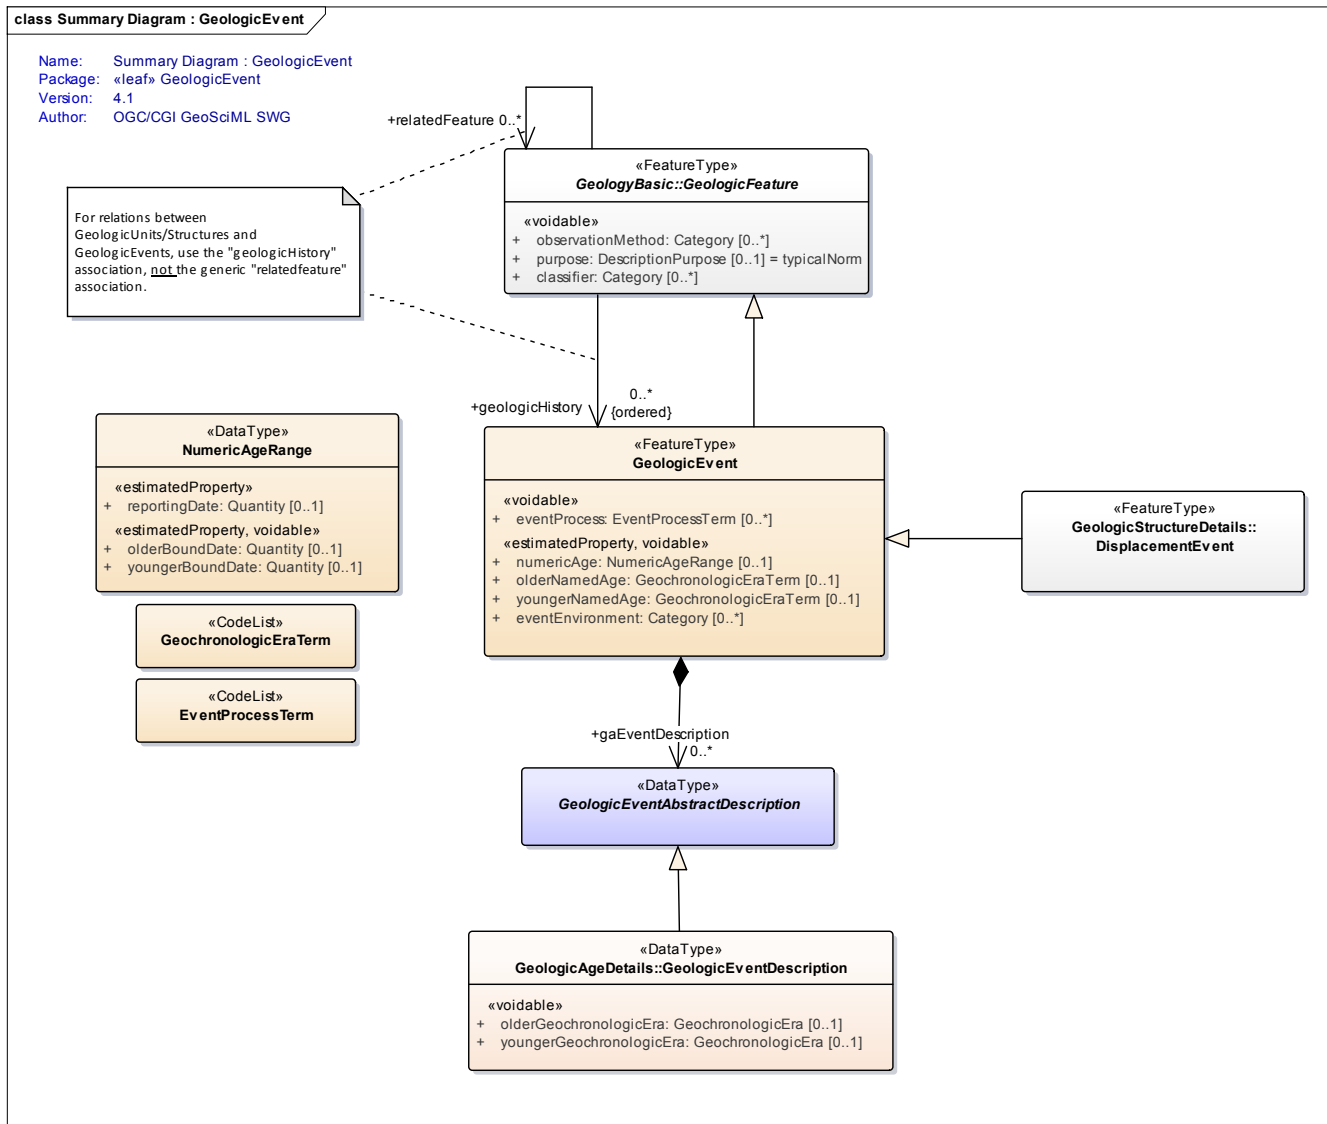 class Summary Diagram : GeologicEvent
Name: Summary Diagram : GeologicEvent
Package: «leaf» GeologicEvent
Version: 4.1
Author: OGC/CGI GeoSciML SWG
+relatedFeature 0..*
«FeatureType»
GeologyBasic::GeologicFeature
«voidable»
+ observationMethod: Category [0..*]
+ purpose: DescriptionPurpose [0..1] = typicalNorm
+ classifier: Category [0..*]
For relations between
GeologicUnits/Structures and
GeologicEvents, use the "geologicHistory"
association, not the generic "relatedfeature"
association.
+geologicHistory
0..*
{ordered}
«DataType»
NumericAgeRange
«estimatedProperty»
+ reportingDate: Quantity [0..1]
«estimatedProperty, voidable»
+ olderBoundDate: Quantity [0..1]
+ youngerBoundDate: Quantity [0..1]
«FeatureType»
GeologicEvent
«voidable»
+ eventProcess: EventProcessTerm [0..*]
«estimatedProperty, voidable»
+ numericAge: NumericAgeRange [0..1]
+ olderNamedAge: GeochronologicEraTerm [0..1]
+ youngerNamedAge: GeochronologicEraTerm [0..1]
+ eventEnvironment: Category [0..*]
«FeatureType»
GeologicStructureDetails::
DisplacementEvent
«CodeList»
GeochronologicEraTerm
«CodeList»
EventProcessTerm
+gaEventDescription
0..*
«DataType»
GeologicEventAbstractDescription
«DataType»
GeologicAgeDetails::GeologicEventDescription
«voidable»
+ olderGeochronologicEra: GeochronologicEra [0..1]
+ youngerGeochronologicEra: GeochronologicEra [0..1]